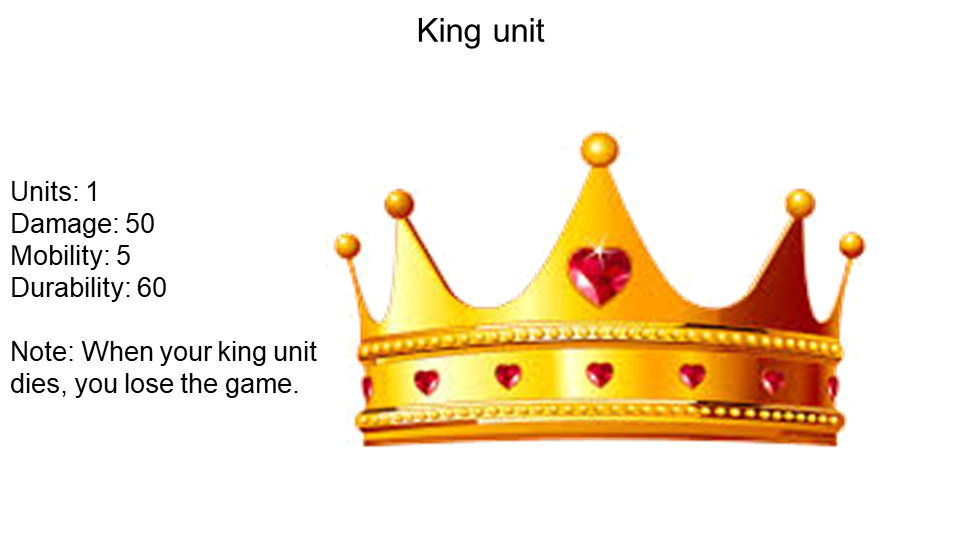 King unit
Units: 1
Damage: 50
Mobility: 5
Durability: 60
Note: When your king unit
dies, you lose the game.